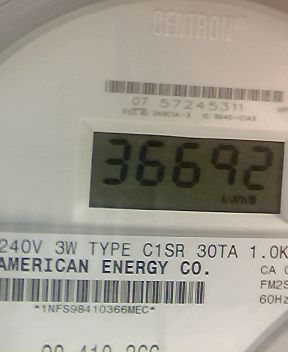 CENTRON®
07 57245311
36692
kWh
240V 3W TYPE C1SR 30TA 1.0K
AMERICAN ENERGY CO.
CA
FM2S
60Hz
*1NFS98410366MEC*